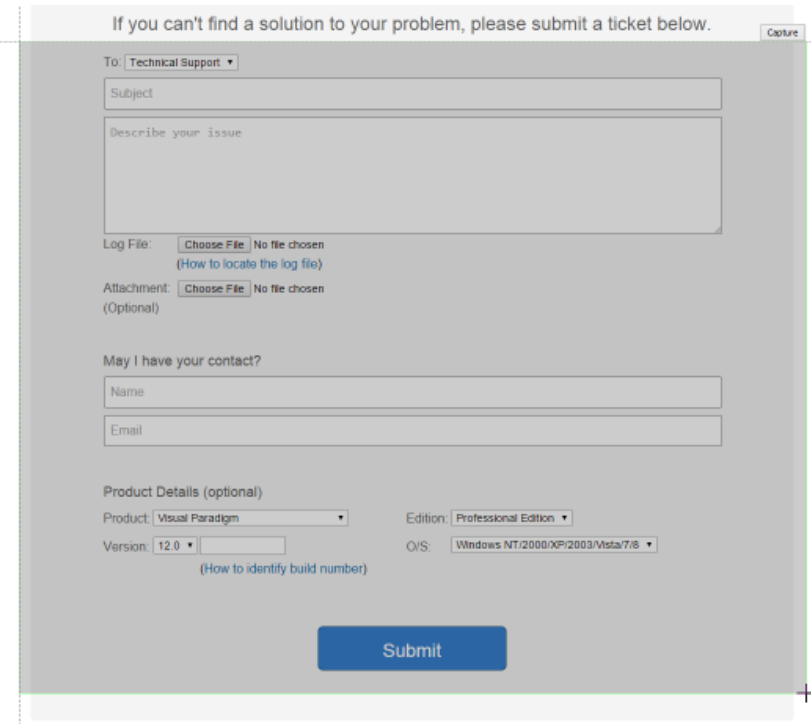 If you can't find a solution to your problem, please submit a ticket below.
Capture
To: Technical Support
Subject
Describe your issue
Log File: Choose File No file chosen
(How to locate the log file)
Attachment: Choose File No file chosen
(Optional)
May I have your contact?
Name
Email
Product Details (optional)
Product: Visual Paradigm Edition: Professional Edition
Version: 12.0 O/S: Windows NT/2000/XP/2003/Vista/7/8
(How to identify build number)
Submit